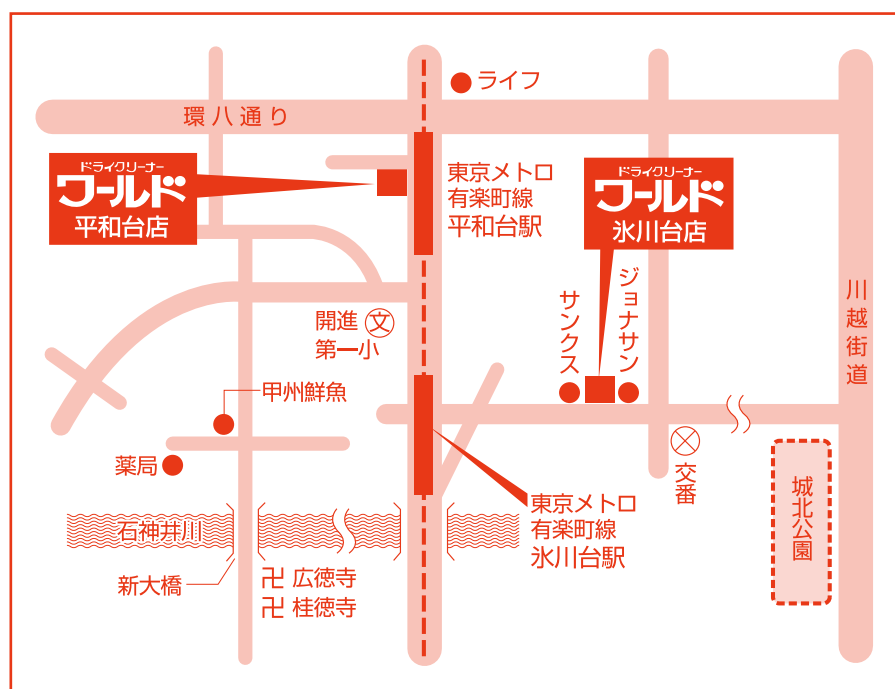 ライフ
環八通り
ドライクリーナー
ワールド
平和台店
東京メトロ
有楽町線
平和台駅
ドライクリーナー
ワールド
氷川台店
サンクス
ジョナサン
川越街道
開進
第一小
文
甲州鮮魚
薬局
交番
城北公園
東京メトロ
有楽町線
氷川台駅
石神井川
新大橋
卍 広徳寺
卍 桂徳寺